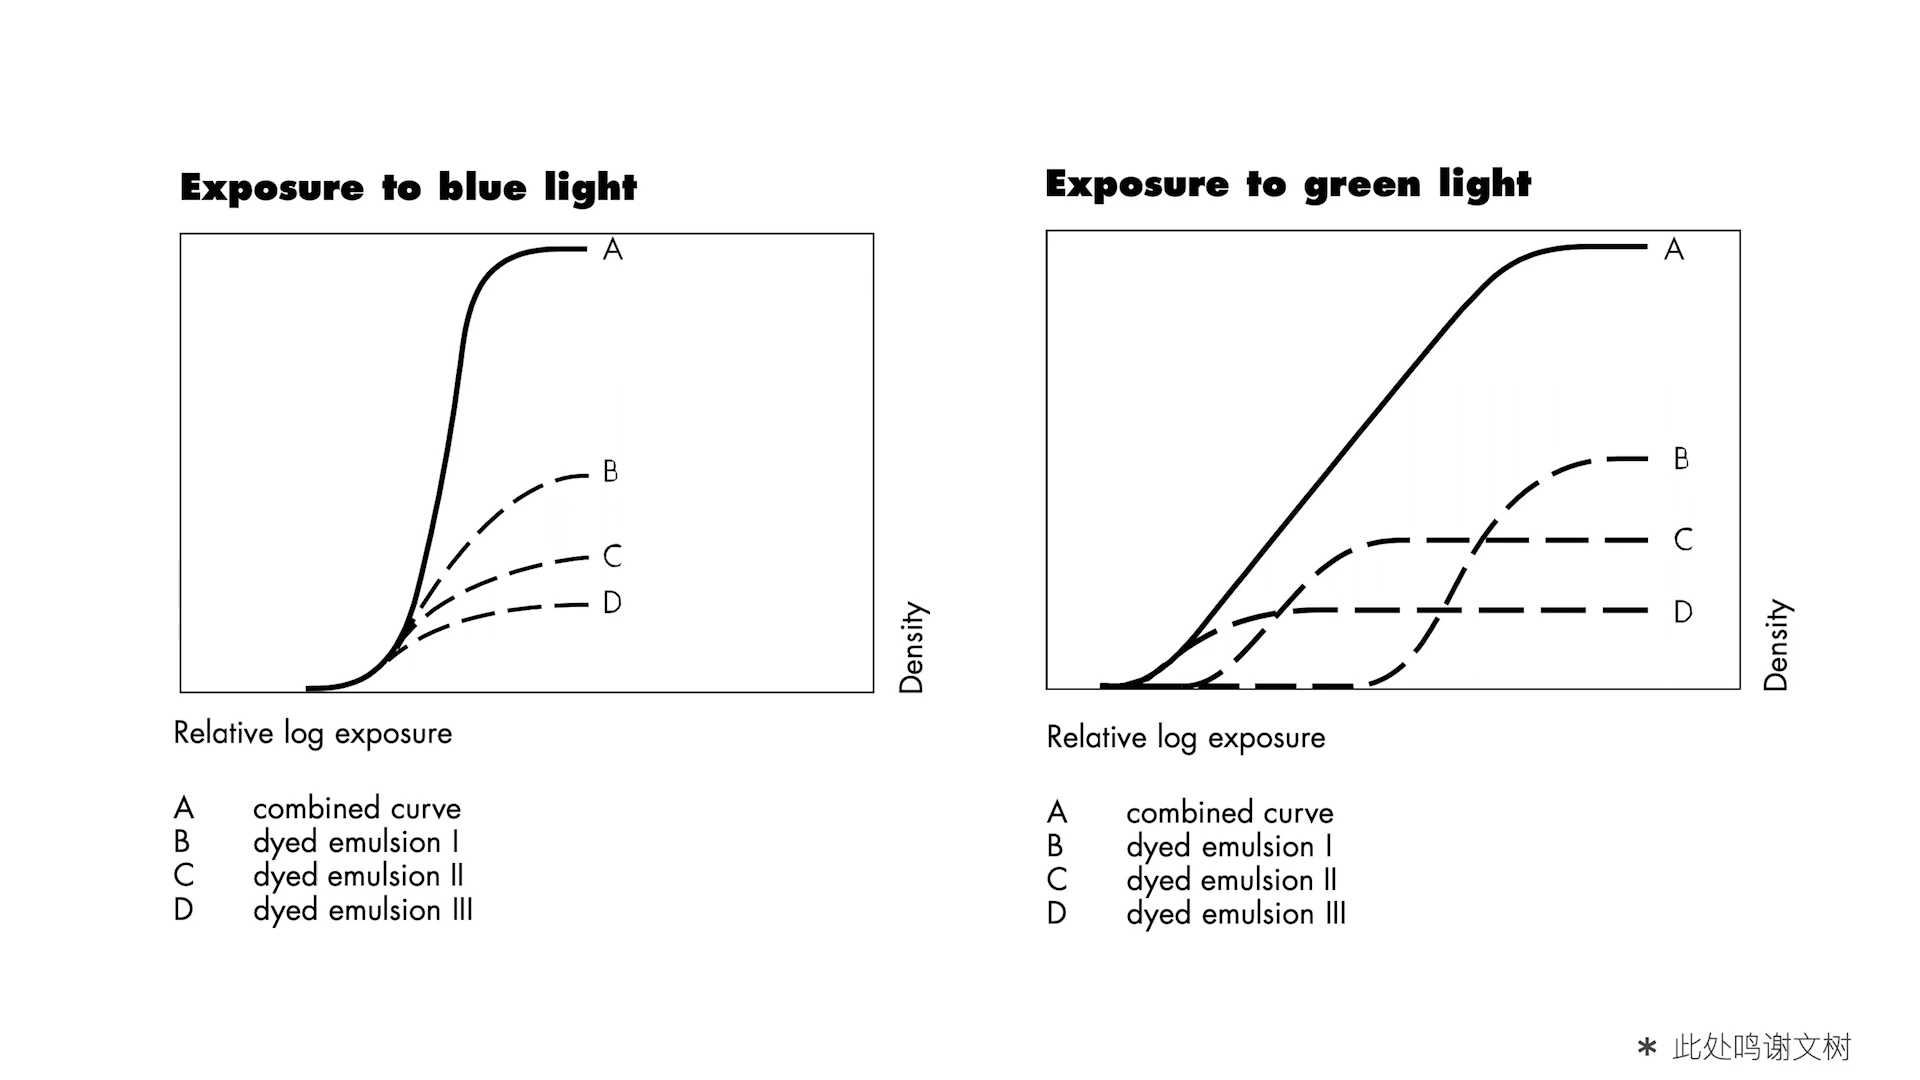 Exposure to blue light
A
B
C
D
Density
Relative log exposure
A combined curve
B dyed emulsion I
C dyed emulsion II
D dyed emulsion III
Exposure to green light
A
B
C
D
Density
Relative log exposure
A combined curve
B dyed emulsion I
C dyed emulsion II
D dyed emulsion III
* 此处鸣谢文树